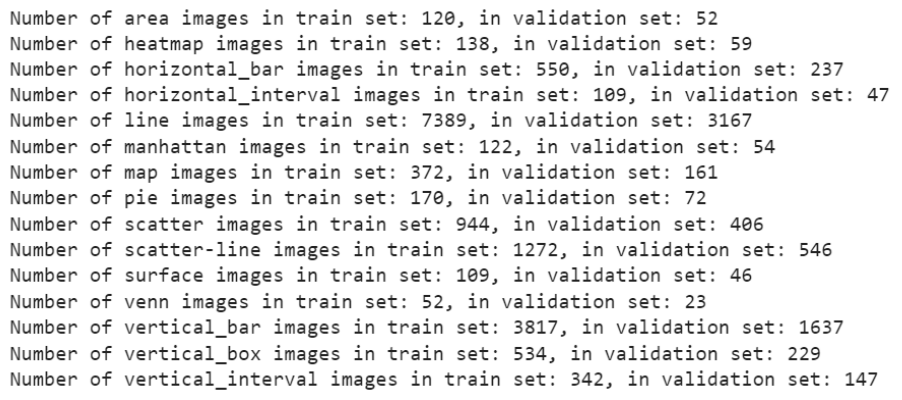 Number of area images in train set: 120, in validation set: 52
Number of heatmap images in train set: 138, in validation set: 59
Number of horizontal_bar images in train set: 550, in validation set: 237
Number of horizontal_interval images in train set: 109, in validation set: 47
Number of line images in train set: 7389, in validation set: 3167
Number of manhattan images in train set: 122, in validation set: 54
Number of map images in train set: 372, in validation set: 161
Number of pie images in train set: 170, in validation set: 72
Number of scatter images in train set: 944, in validation set: 406
Number of scatter-line images in train set: 1272, in validation set: 546
Number of surface images in train set: 109, in validation set: 46
Number of venn images in train set: 52, in validation set: 23
Number of vertical_bar images in train set: 3817, in validation set: 1637
Number of vertical_box images in train set: 534, in validation set: 229
Number of vertical_interval images in train set: 342, in validation set: 147